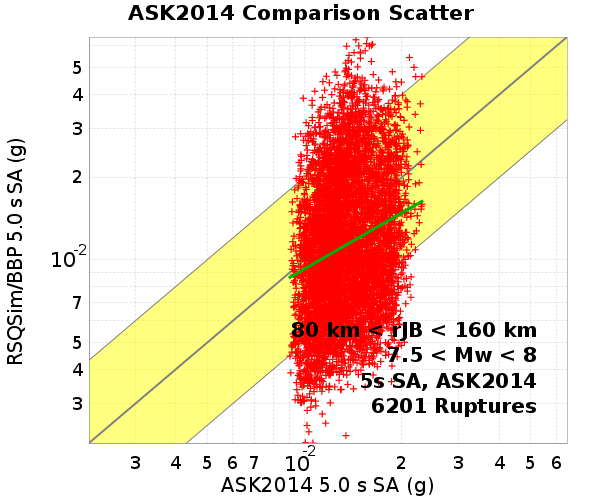 ASK2014 Comparison Scatter
RSQSim/BBP 5.0 s SA (g)
5
4
3
2
10-2
7
5
4
3
80 km < rJB < 160 km
7.5 < Mw < 8
5s SA, ASK2014
6201 Ruptures
3 4 5 6 7 10-2 2 3 4 5 6
ASK2014 5.0 s SA (g)